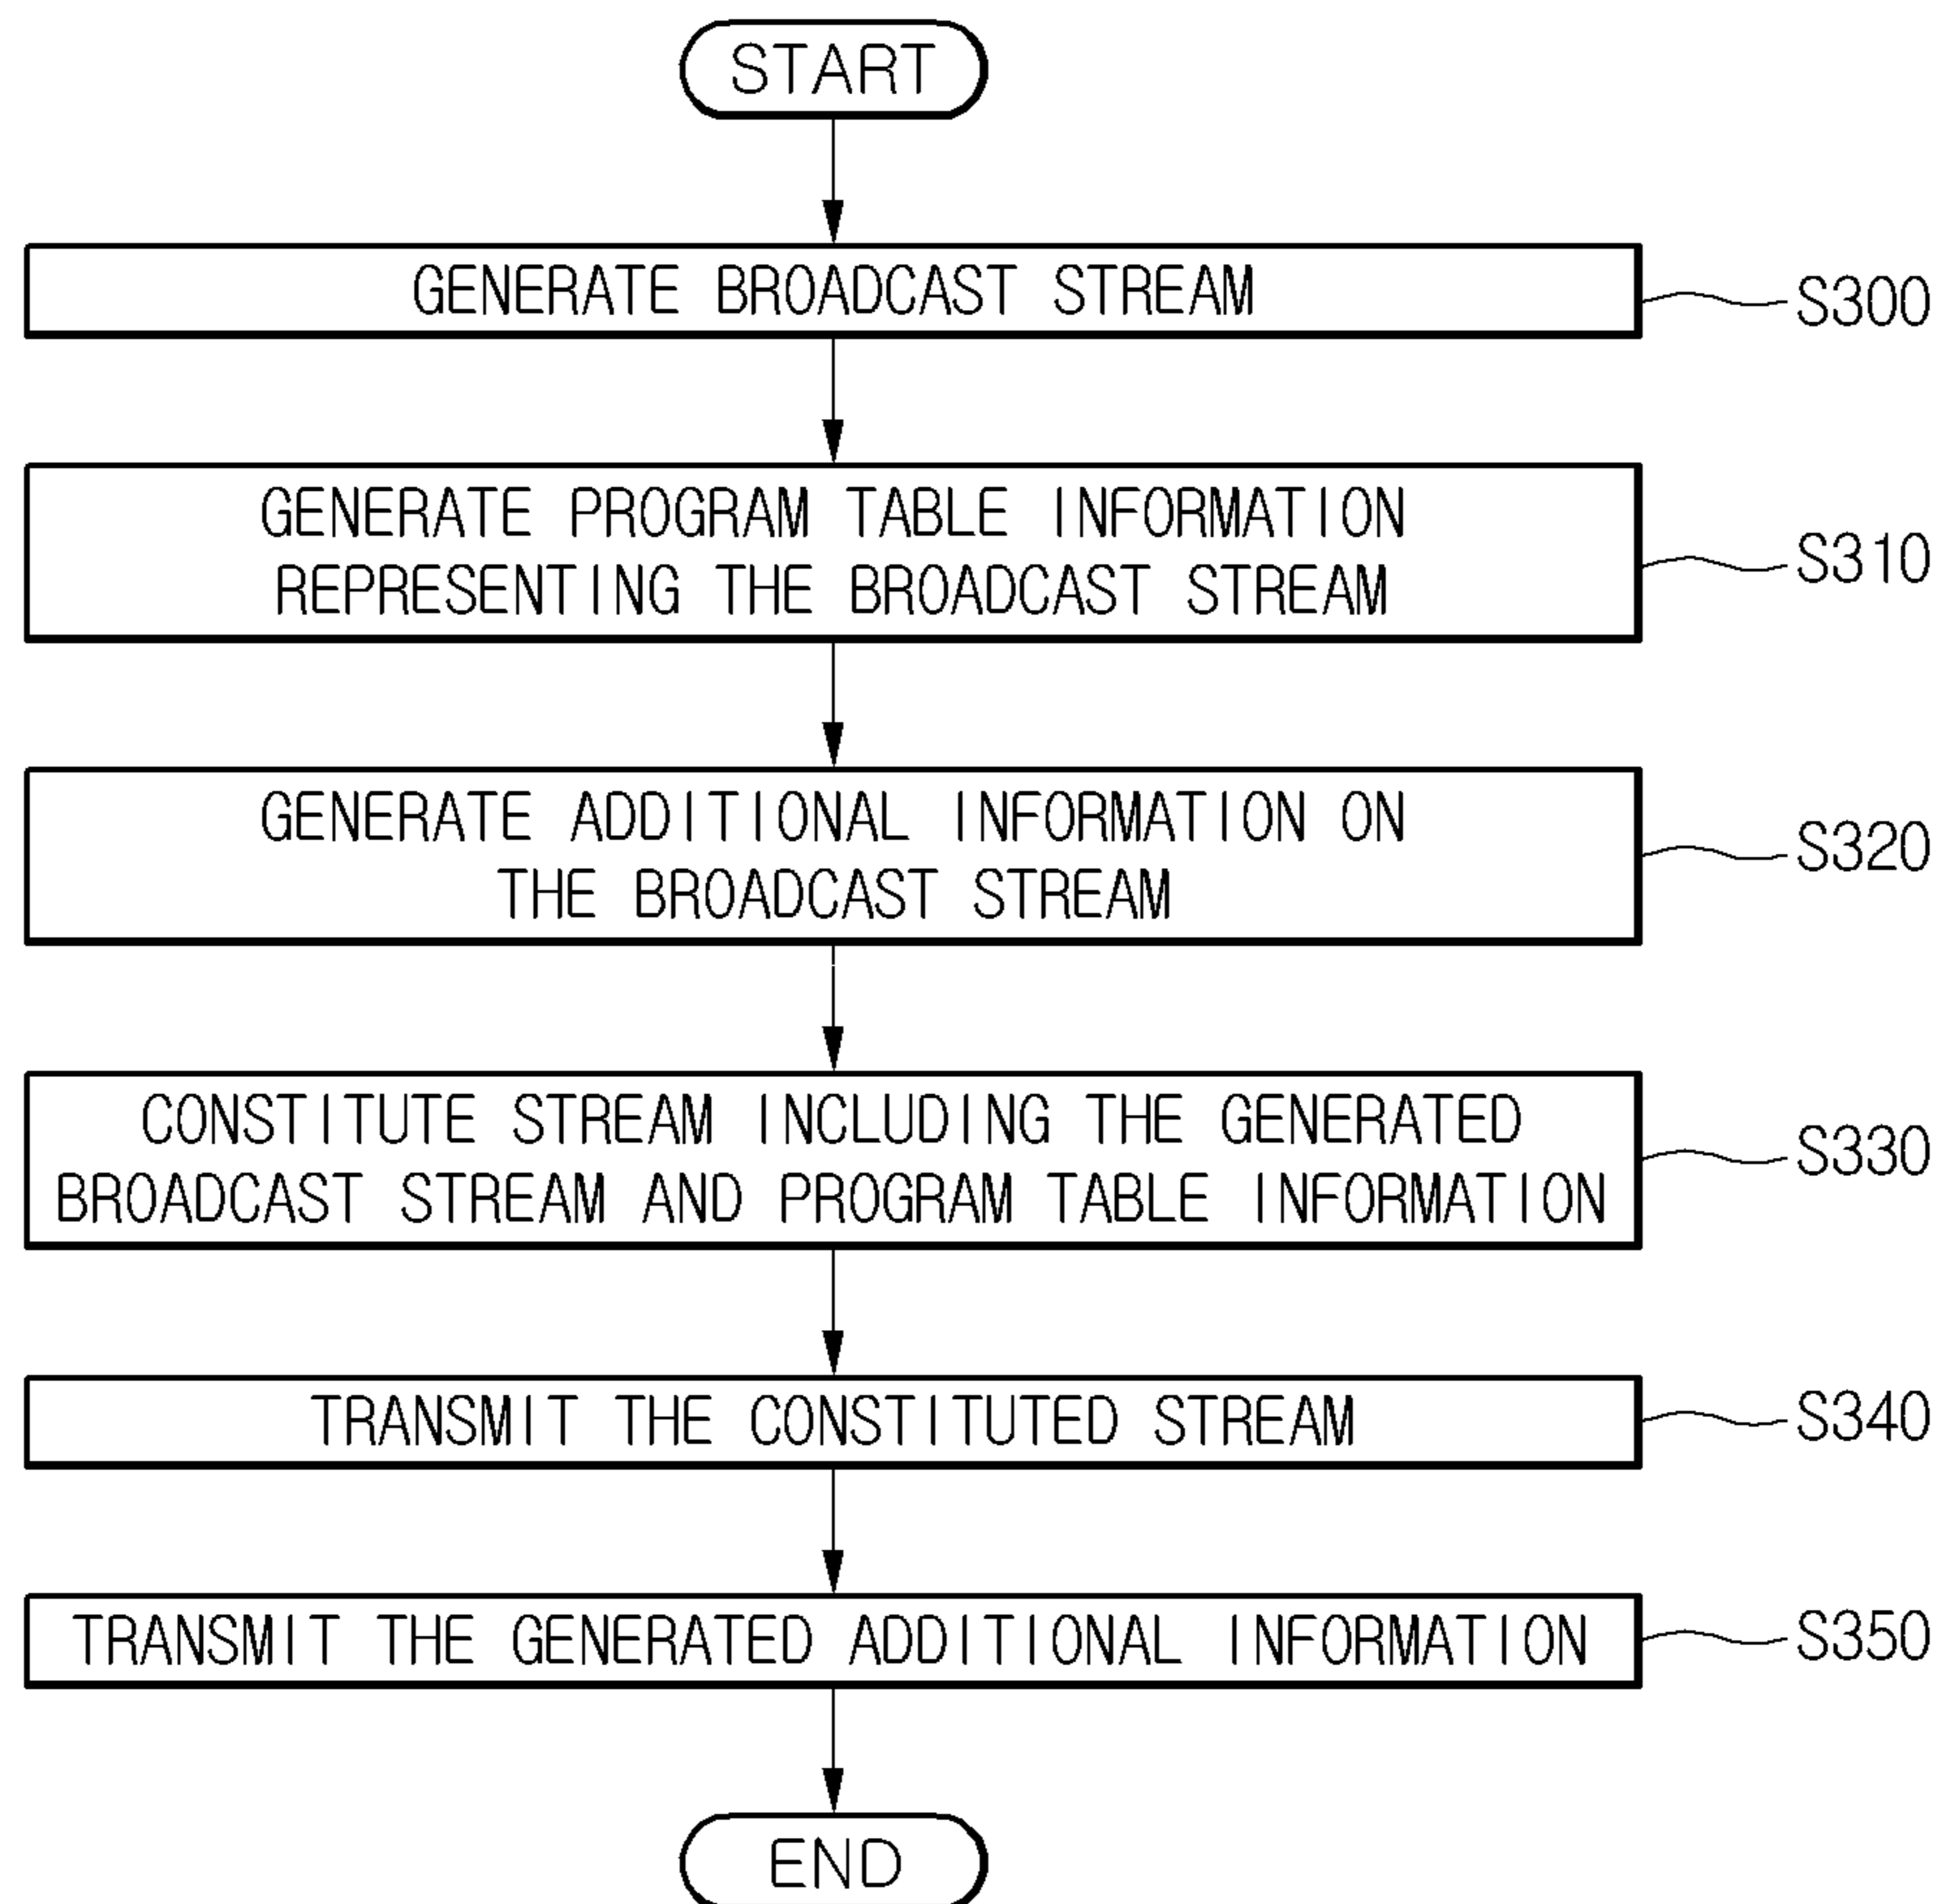 START
GENERATE BROADCAST STREAM
S300
GENERATE PROGRAM TABLE INFORMATION
REPRESENTING THE BROADCAST STREAM
S310
GENERATE ADDITIONAL INFORMATION ON
THE BROADCAST STREAM
S320
CONSTITUTE STREAM INCLUDING THE GENERATED
BROADCAST STREAM AND PROGRAM TABLE INFORMATION
S330
TRANSMIT THE CONSTITUTED STREAM
S340
TRANSMIT THE GENERATED ADDITIONAL INFORMATION
S350
END